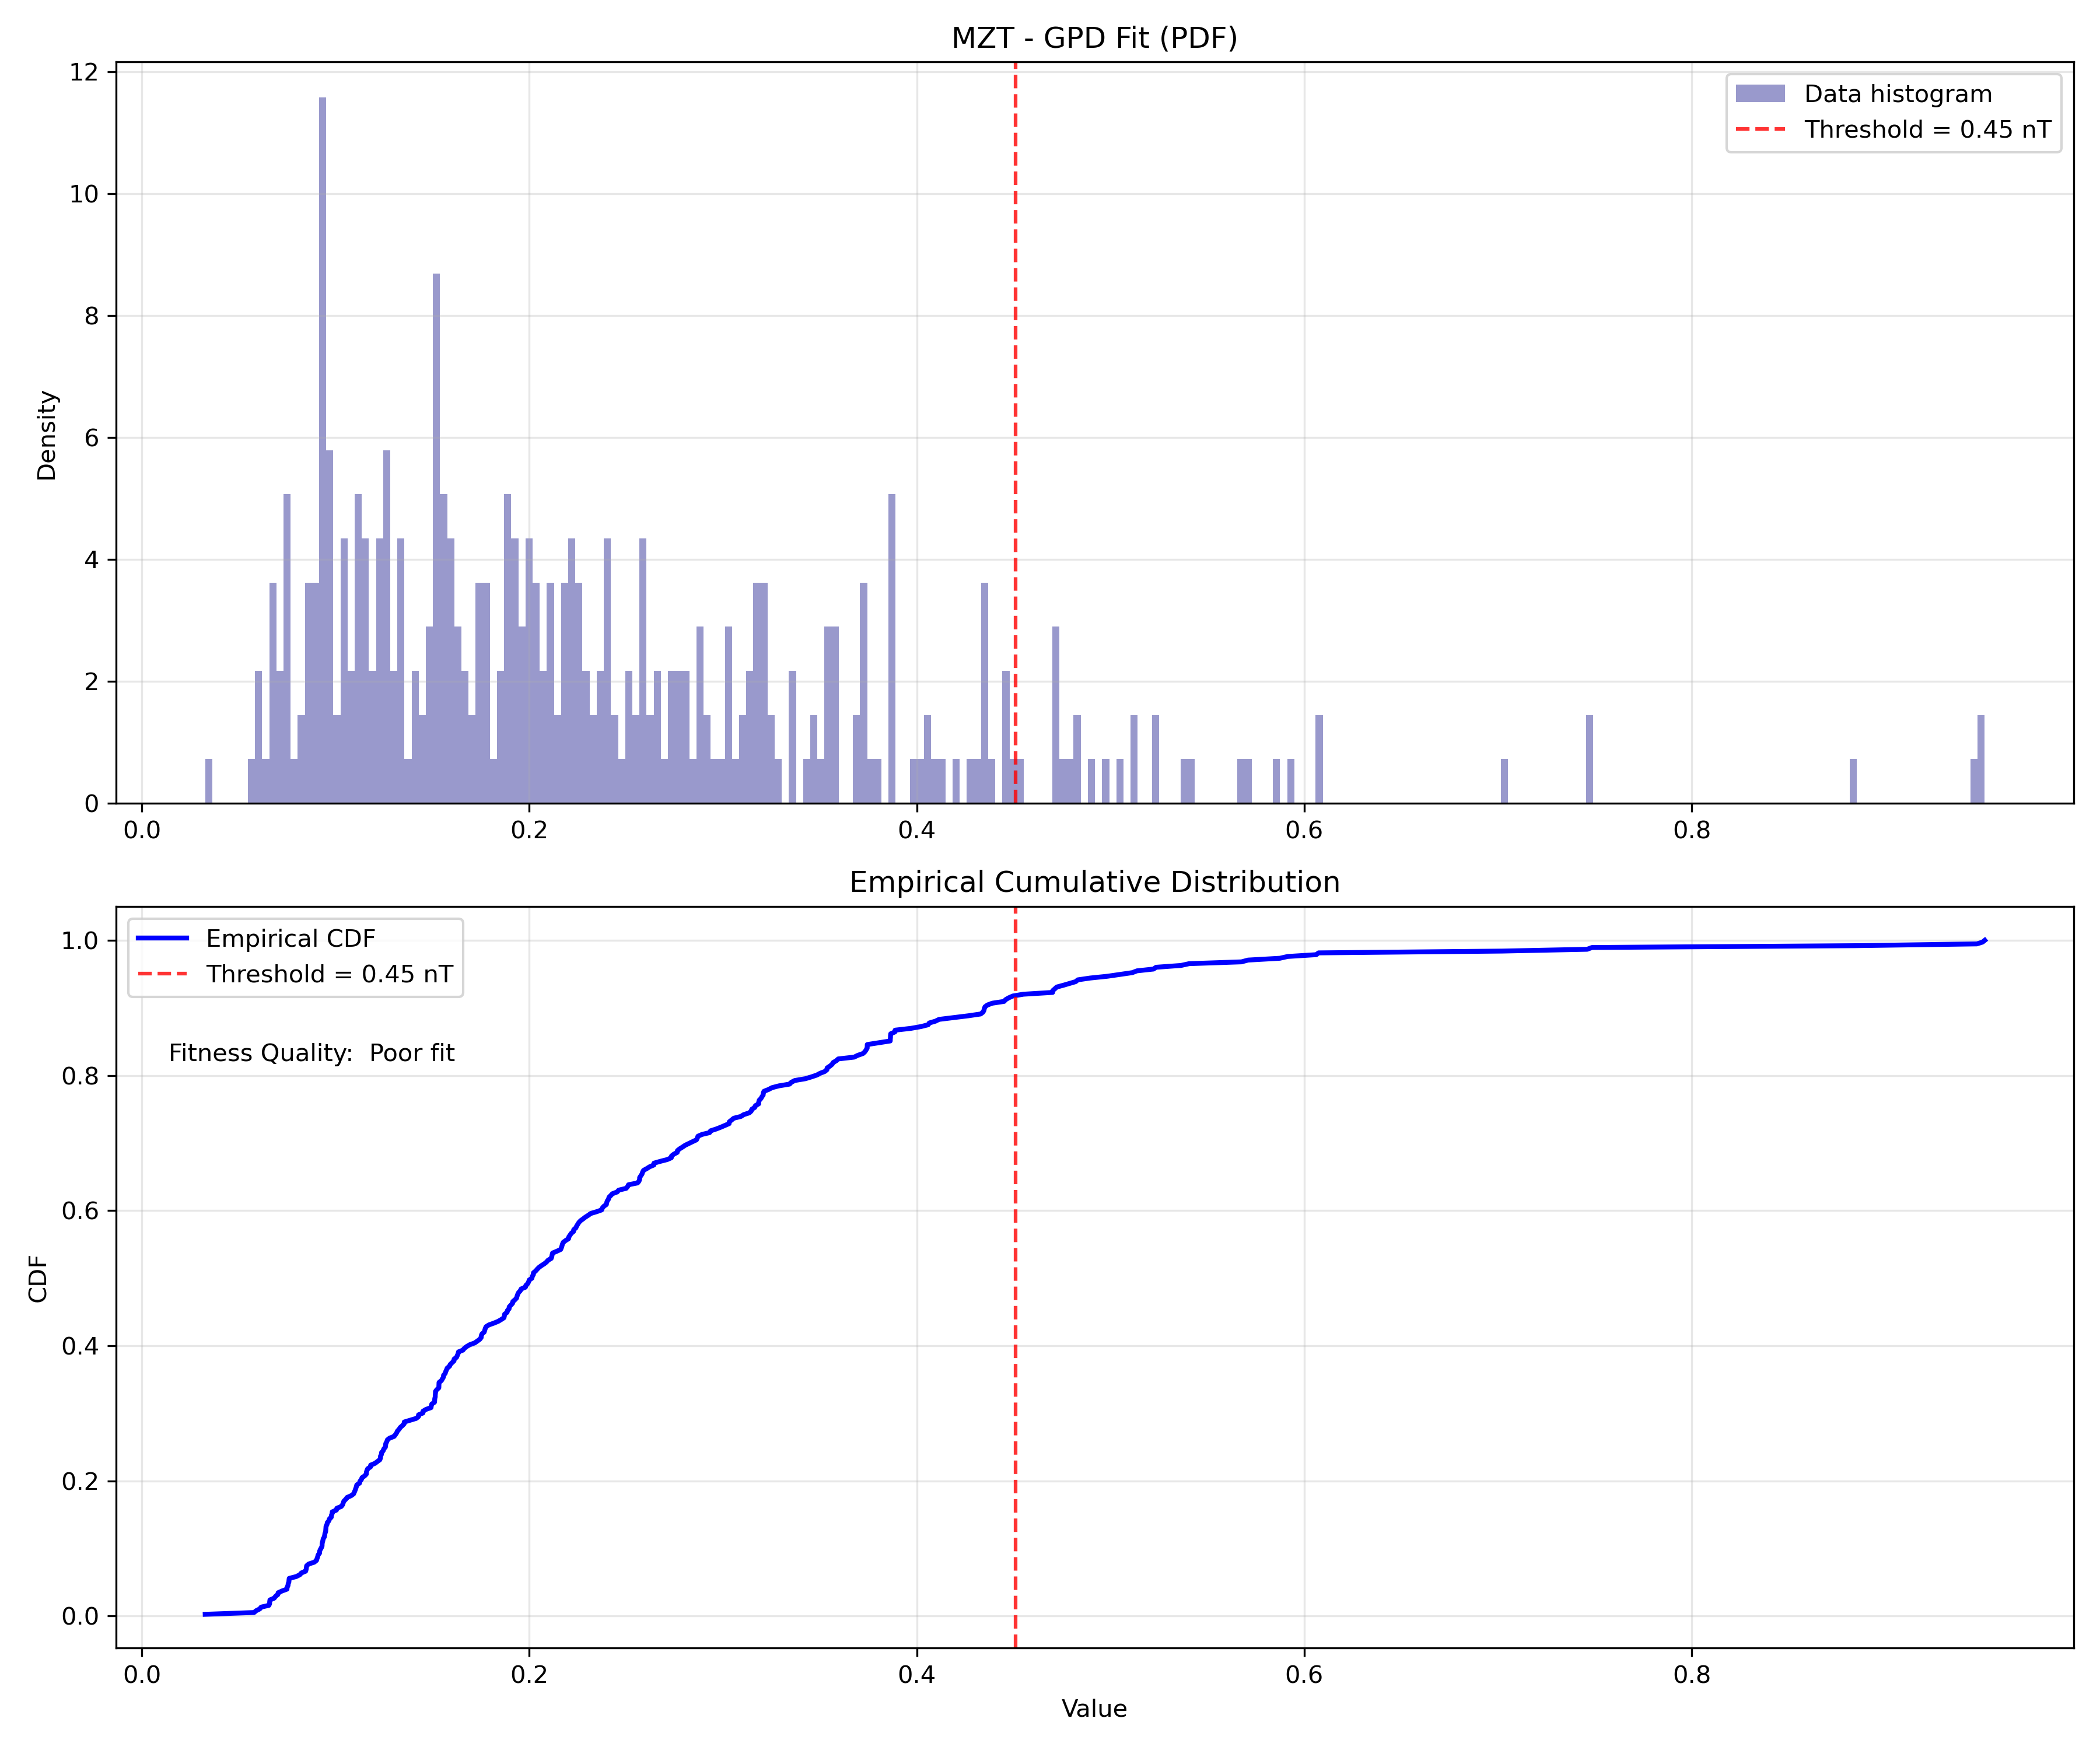 MZT - GPD Fit (PDF)
12
10
8
6
4
2
0
Density
Data histogram
Threshold = 0.45 nT
0.0 0.2 0.4 0.6 0.8
Empirical Cumulative Distribution
1.0
0.8
0.6
0.4
0.2
0.0
CDF
Empirical CDF
Threshold = 0.45 nT
Fitness Quality:  Poor fit
0.0 0.2 0.4 0.6 0.8
Value